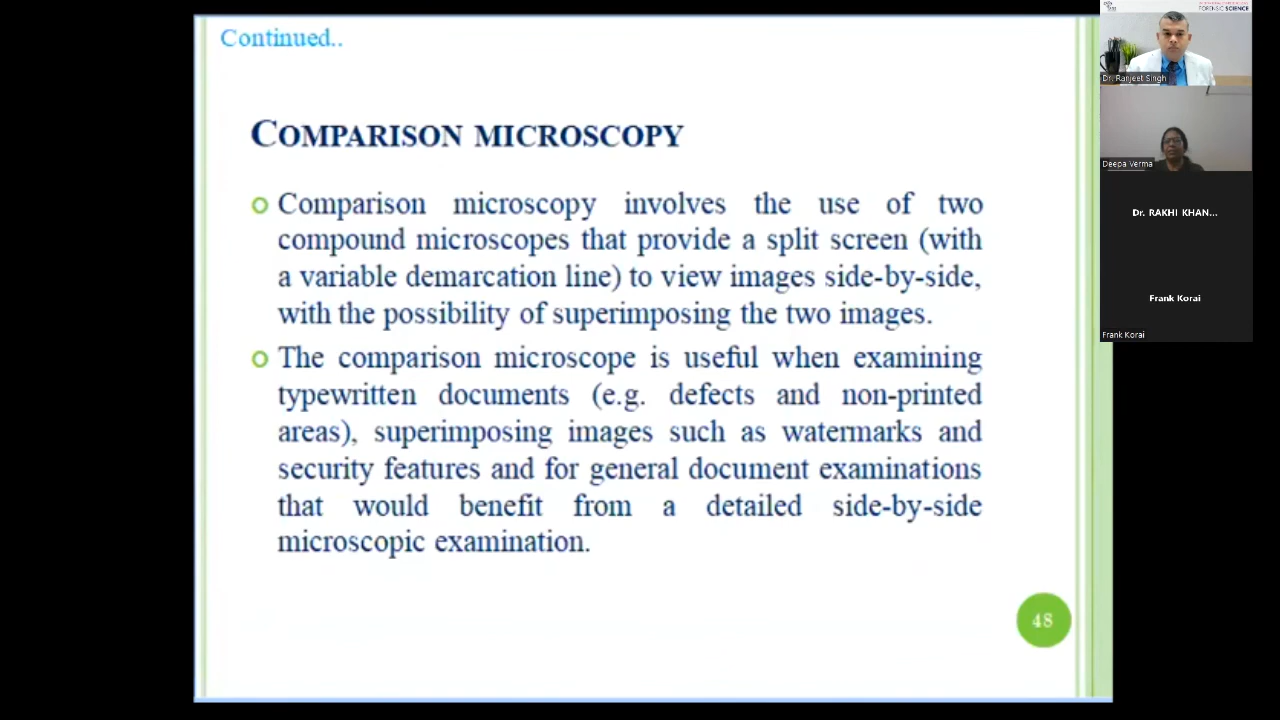 Continued..
COMPARISON MICROSCOPY
Comparison microscopy involves the use of two
compound microscopes that provide a split screen (with
a variable demarcation line) to view images side-by-side,
with the possibility of superimposing the two images.
The comparison microscope is useful when examining
typewritten documents (e.g. defects and non-printed
areas), superimposing images such as watermarks and
security features and for general document examinations
that would benefit from a detailed side-by-side
microscopic examination.
48
FORENSIC SCIENCE
Dr. Ranjeet Singh
Deepa Verma
Dr. RAKHI KHAN...
Frank Korai
Frank Korai